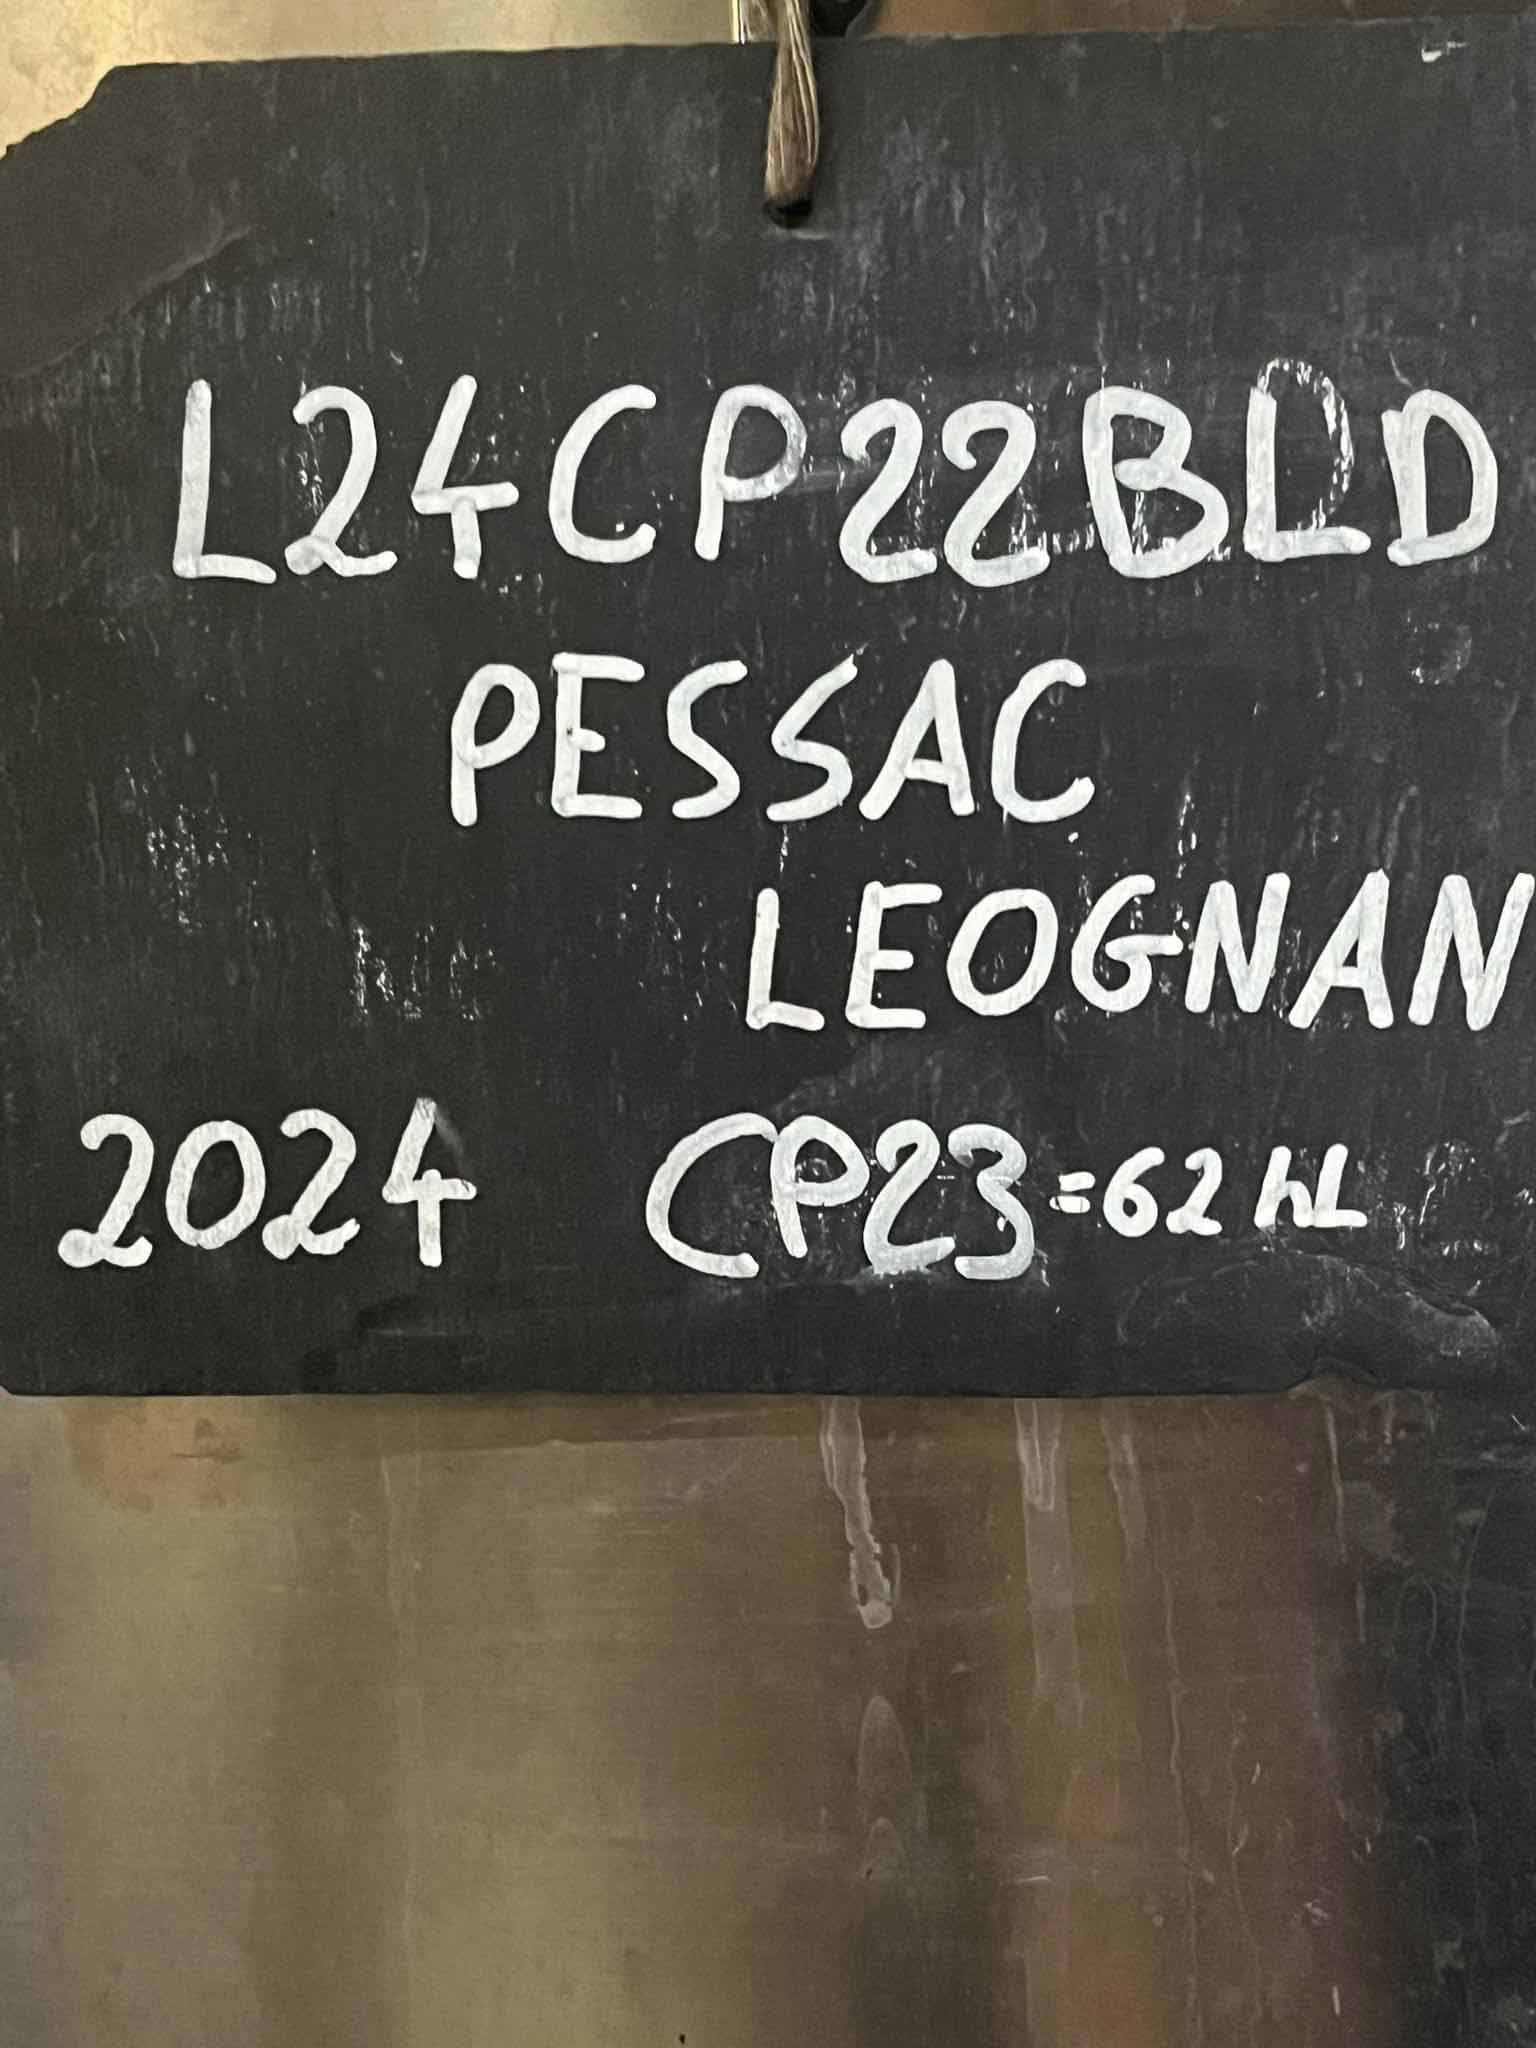 L24CP22BLD
PESSAC
LEOGNAN
2024 CP23=62 hL